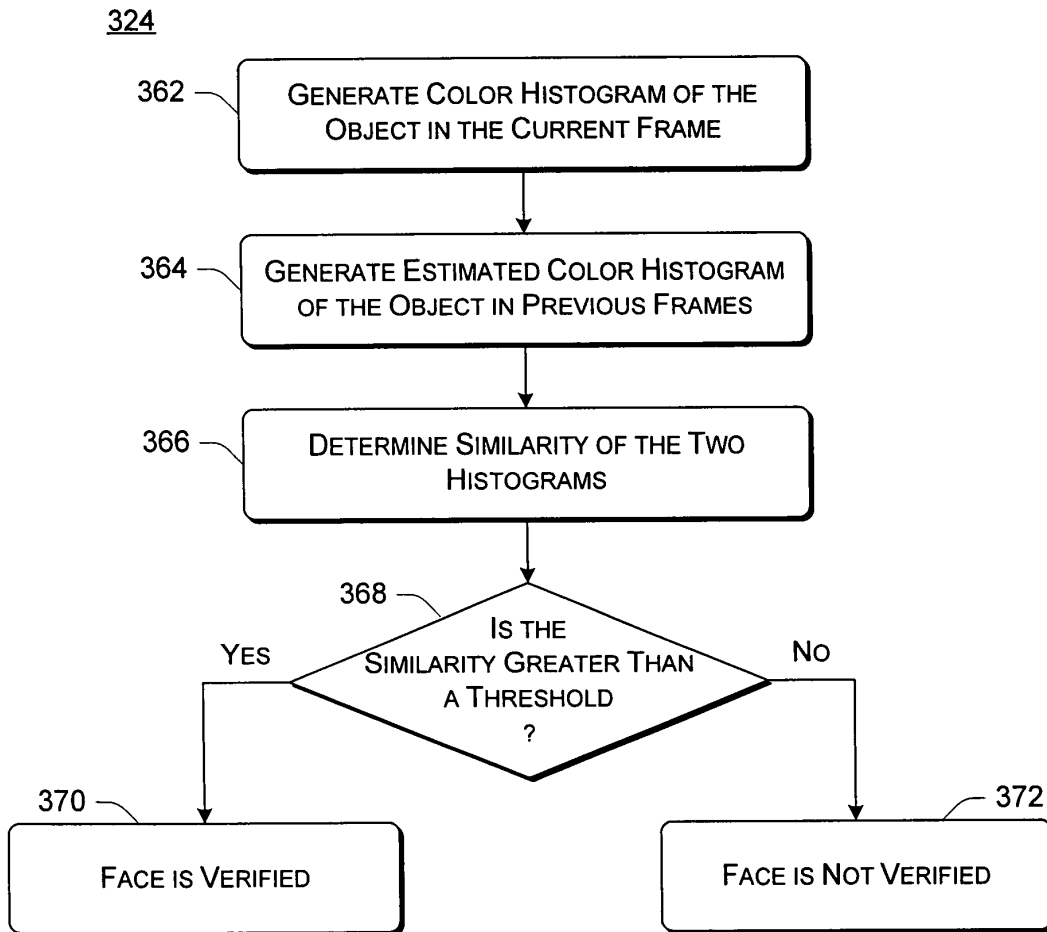 324
362
GENERATE COLOR HISTOGRAM OF THE
OBJECT IN THE CURRENT FRAME
364
GENERATE ESTIMATED COLOR HISTOGRAM
OF THE OBJECT IN PREVIOUS FRAMES
366
DETERMINE SIMILARITY OF THE TWO
HISTOGRAMS
368
IS THE
SIMILARITY GREATER THAN
A THRESHOLD
?
YES
NO
370
FACE IS VERIFIED
372
FACE IS NOT VERIFIED